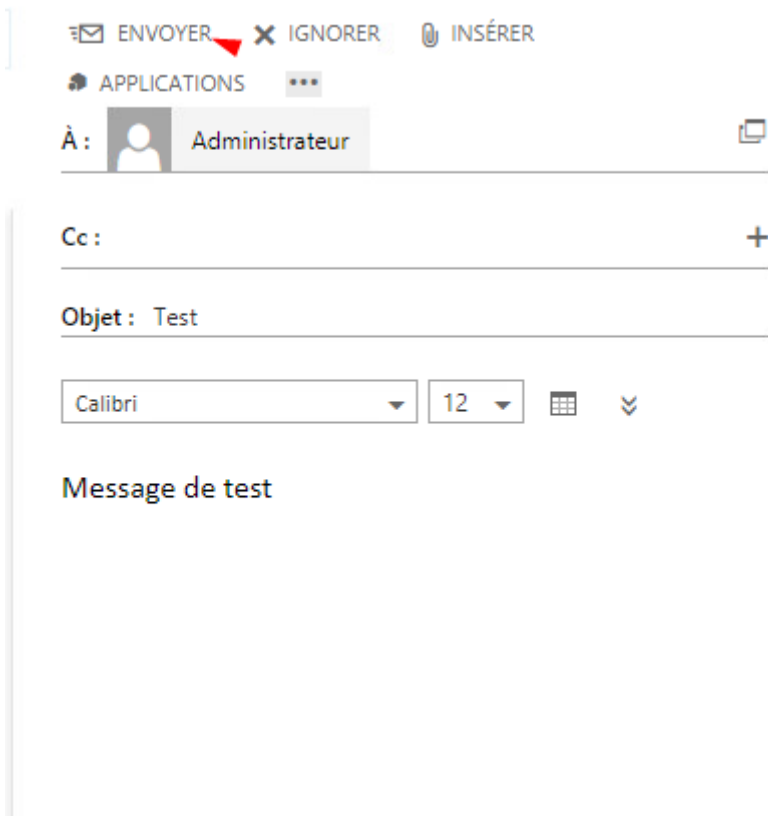 ENVOYER IGNORER INSÉRER
APPLICATIONS •••
À : Administrateur
Cc :
Objet : Test
Calibri 12
Message de test